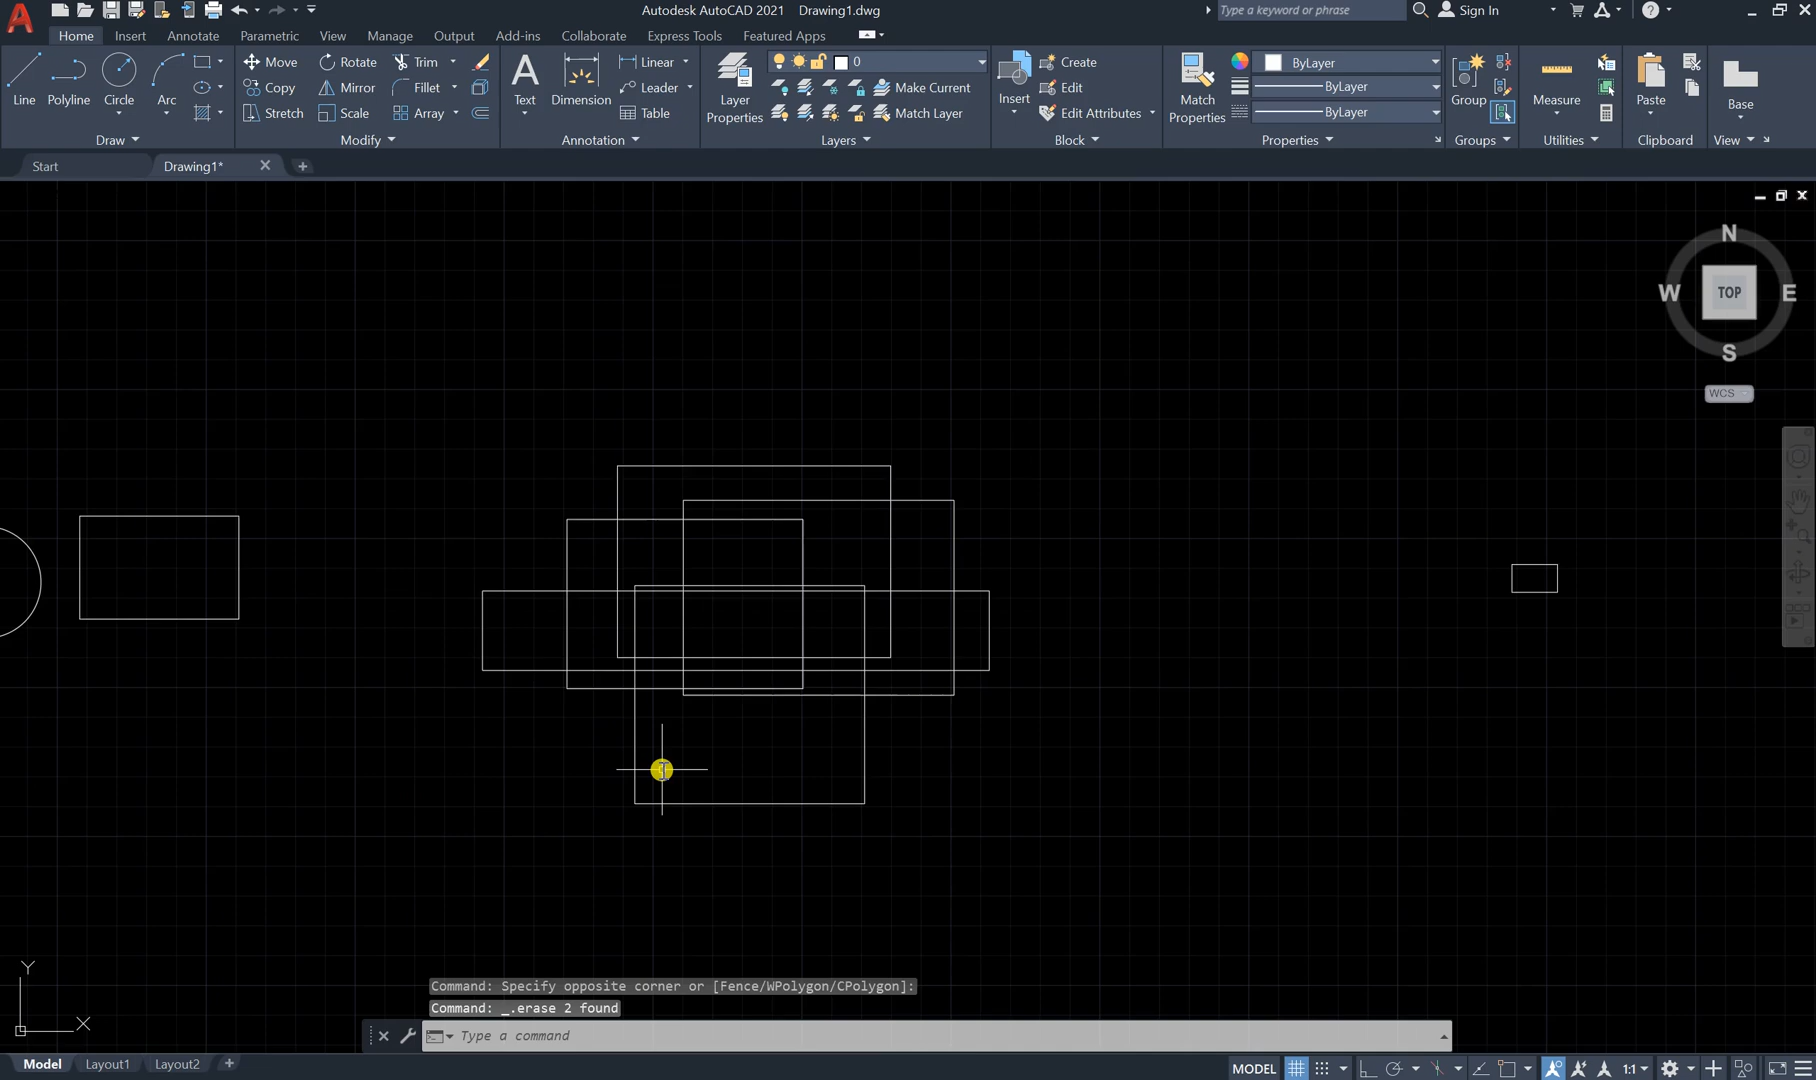 Autodesk AutoCAD 2021 Drawing1.dwg
Type a keyword or phrase
Sign In
Home Insert Annotate Parametric View Manage Output Add-ins Collaborate Express Tools Featured Apps
Line Polyline Circle Arc
Move Rotate Trim
Copy Mirror Fillet
Stretch Scale Array
Text Dimension
Linear
Leader
Table
Layer Properties
0
Make Current
Match Layer
Insert
Create
Edit
Edit Attributes
Match Properties
ByLayer
ByLayer
ByLayer
Group
Measure
Paste
Base
Draw Modify Annotation Layers Block Properties Groups Utilities Clipboard View
Start Drawing1*
N
W TOP E
S
WCS
Y
X
Command: Specify opposite corner or [Fence/WPolygon/CPolygon]:
Command: _.erase 2 found
Type a command
Model Layout1 Layout2
MODEL 1:1